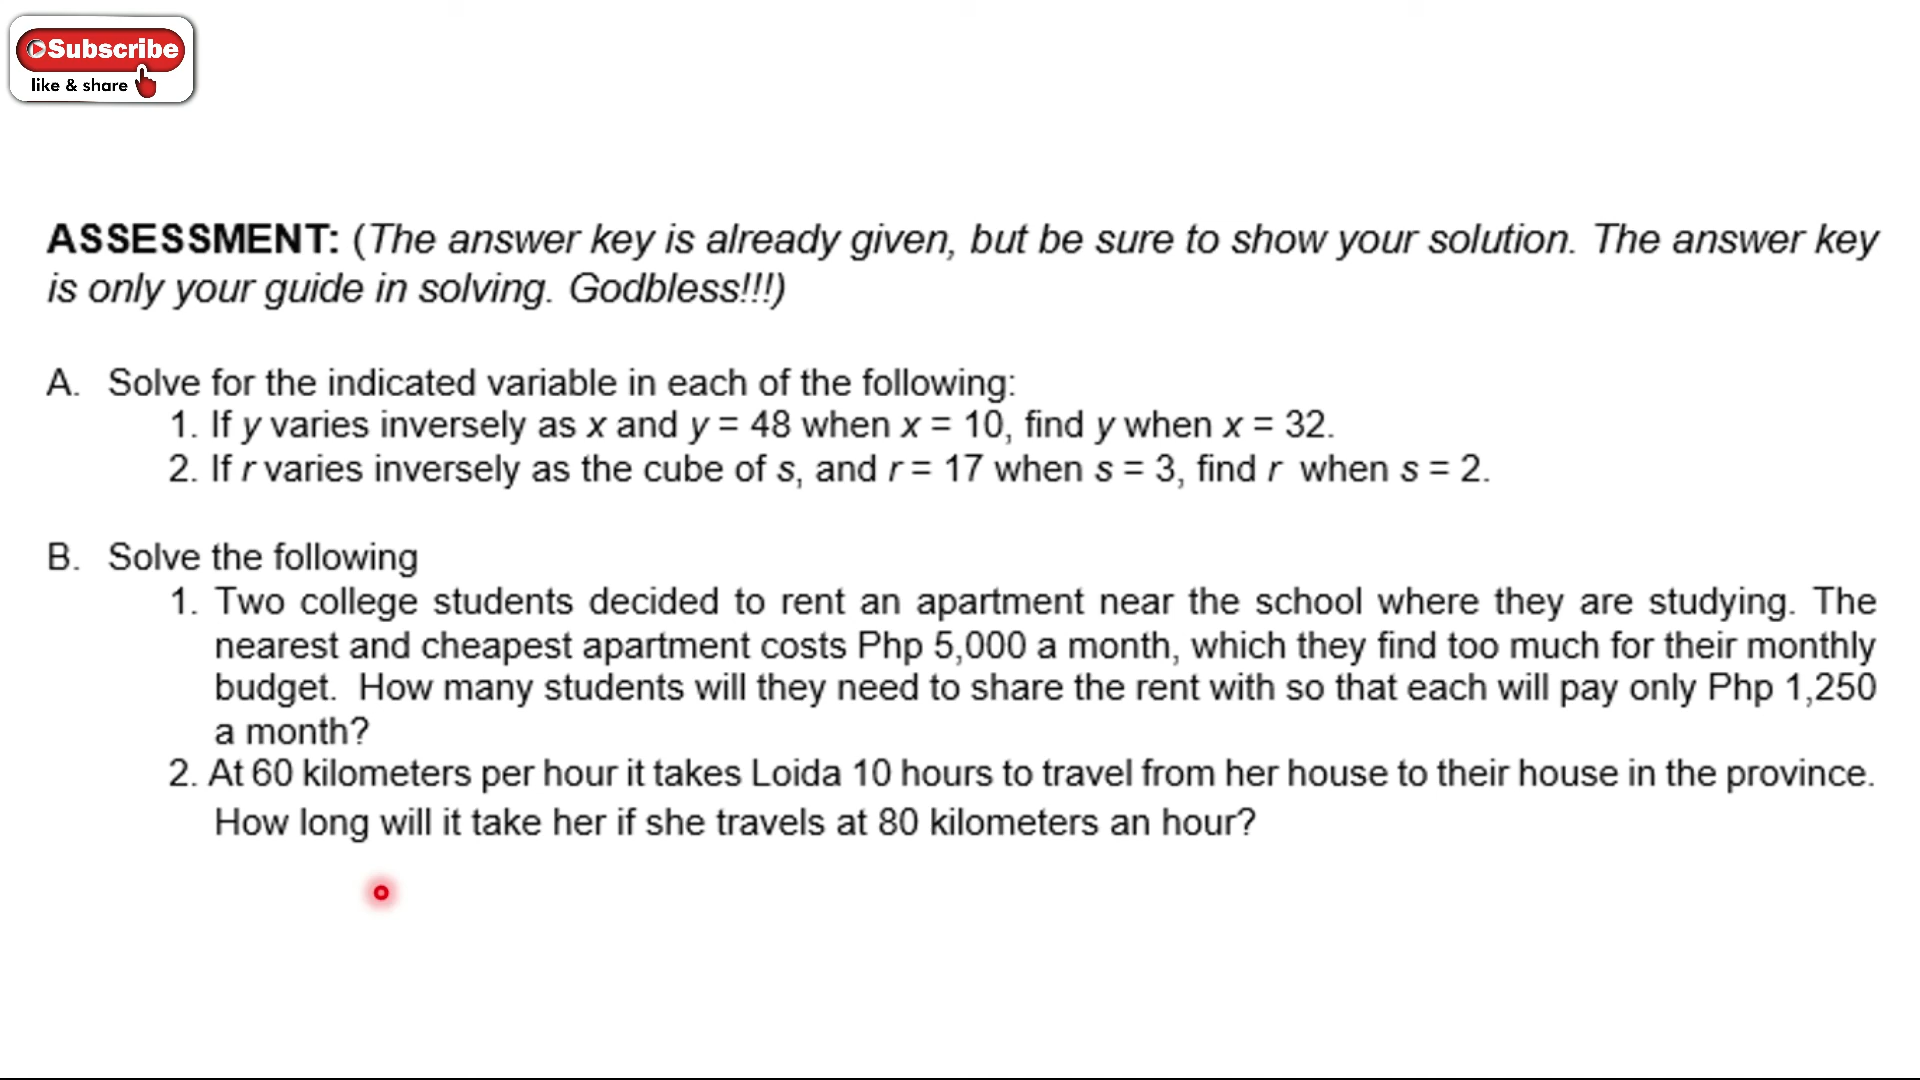 Subscribe
like & share
ASSESSMENT: (The answer key is already given, but be sure to show your solution. The answer key
is only your guide in solving. Godbless!!!)
A. Solve for the indicated variable in each of the following:
1. If y varies inversely as x and y = 48 when x = 10, find y when x = 32.
2. If r varies inversely as the cube of s, and r = 17 when s = 3, find r when s = 2.
B. Solve the following
1. Two college students decided to rent an apartment near the school where they are studying. The
nearest and cheapest apartment costs Php 5,000 a month, which they find too much for their monthly
budget. How many students will they need to share the rent with so that each will pay only Php 1,250
a month?
2. At 60 kilometers per hour it takes Loida 10 hours to travel from her house to their house in the province.
How long will it take her if she travels at 80 kilometers an hour?